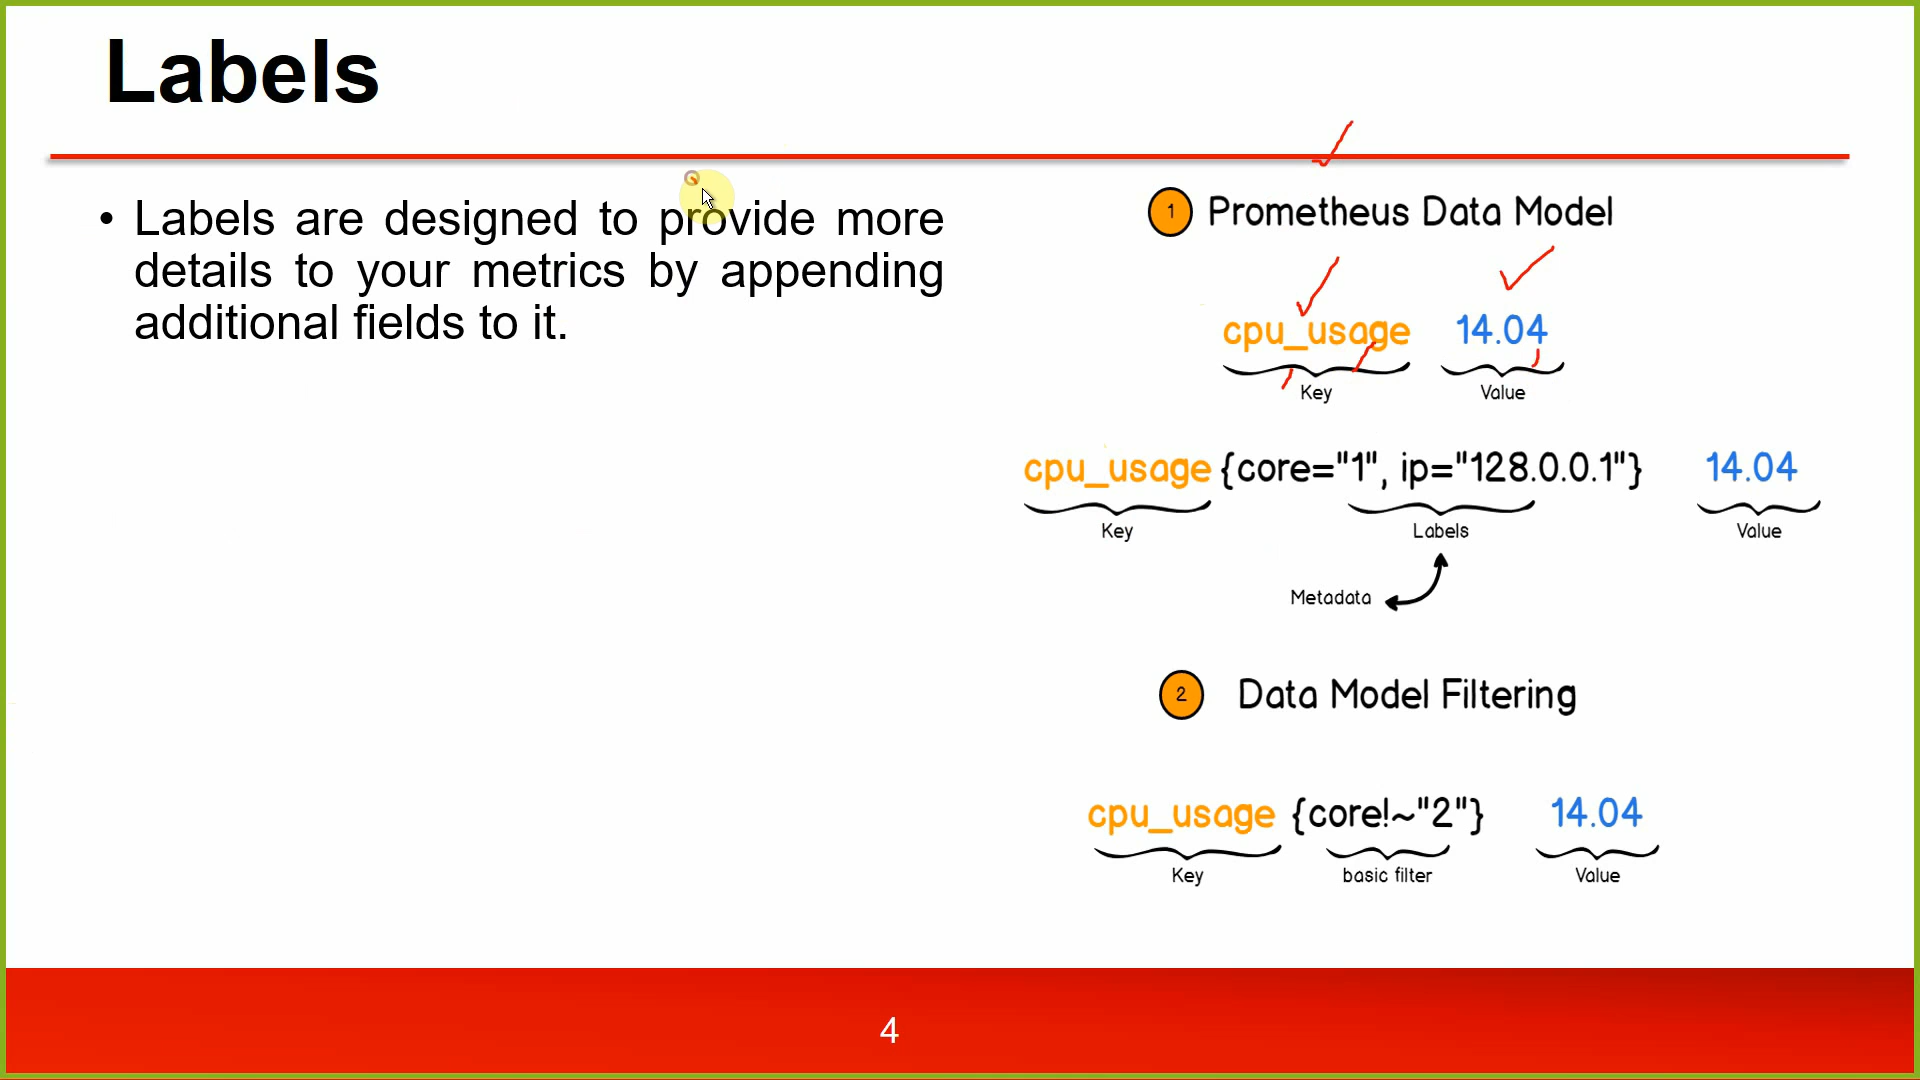 Labels
• Labels are designed to provide more
details to your metrics by appending
additional fields to it.
1 Prometheus Data Model
cpu_usage 14.04
Key Value
cpu_usage {core="1", ip="128.0.0.1"} 14.04
Key Labels Value
Metadata
2 Data Model Filtering
cpu_usage {core!~"2"} 14.04
Key basic filter Value
4